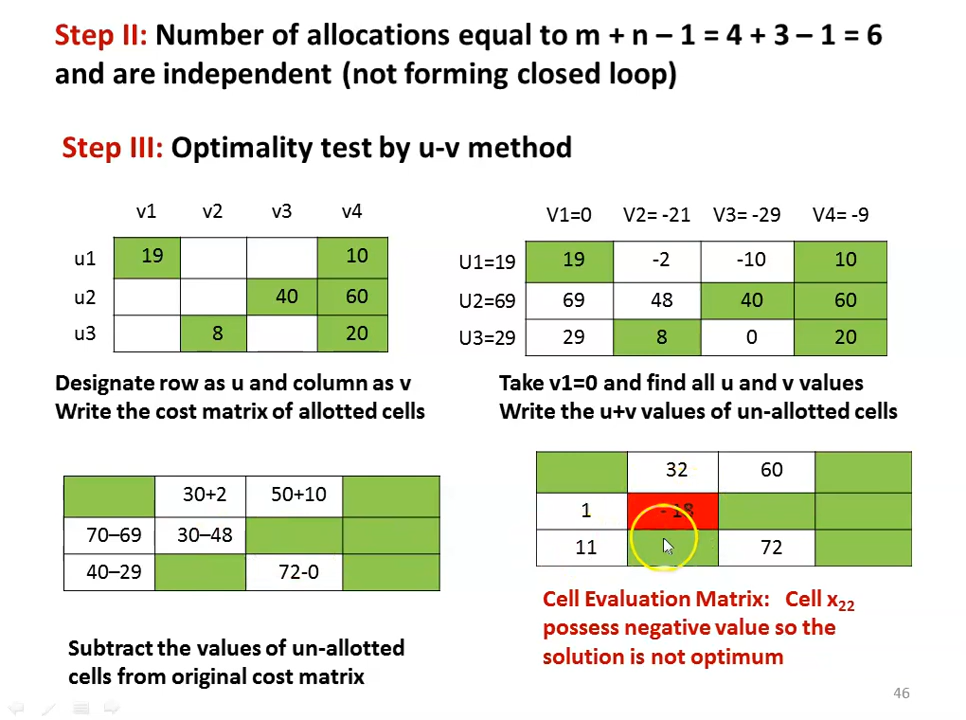 Step II: Number of allocations equal to m + n – 1 = 4 + 3 – 1 = 6
and are independent (not forming closed loop)
Step III: Optimality test by u-v method
v1 v2 v3 v4
u1 19 10
u2 40 60
u3 8 20
Designate row as u and column as v
Write the cost matrix of allotted cells
V1=0 V2= -21 V3= -29 V4= -9
U1=19 19 -2 -10 10
U2=69 69 48 40 60
U3=29 29 8 0 20
Take v1=0 and find all u and v values
Write the u+v values of un-allotted cells
30+2 50+10
70–69 30–48
40–29 72-0
Subtract the values of un-allotted
cells from original cost matrix
32 60
1 - 18
11 72
Cell Evaluation Matrix: Cell x22
possess negative value so the
solution is not optimum
46